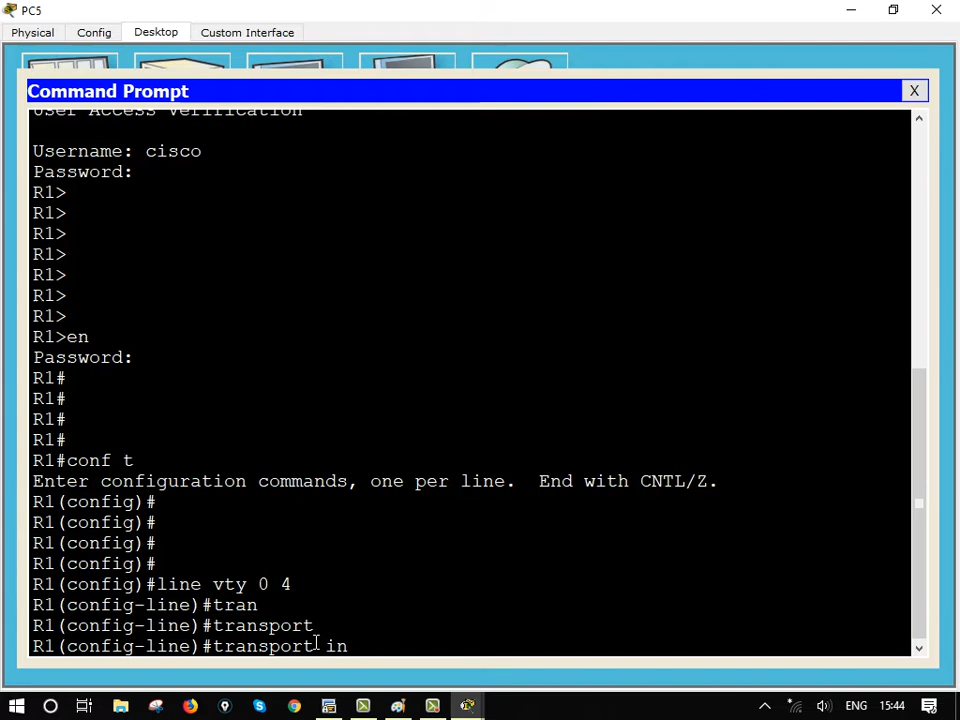 PC5
Physical Config Desktop Custom Interface
Command Prompt X
User Access Verification
Username: cisco
Password:
R1>
R1>
R1>
R1>
R1>
R1>
R1>
R1>en
Password:
R1#
R1#
R1#
R1#
R1#conf t
Enter configuration commands, one per line. End with CNTL/Z.
R1(config)#
R1(config)#
R1(config)#
R1(config)#
R1(config)#line vty 0 4
R1(config-line)#tran
R1(config-line)#transport
R1(config-line)#transport in
ENG 15:44